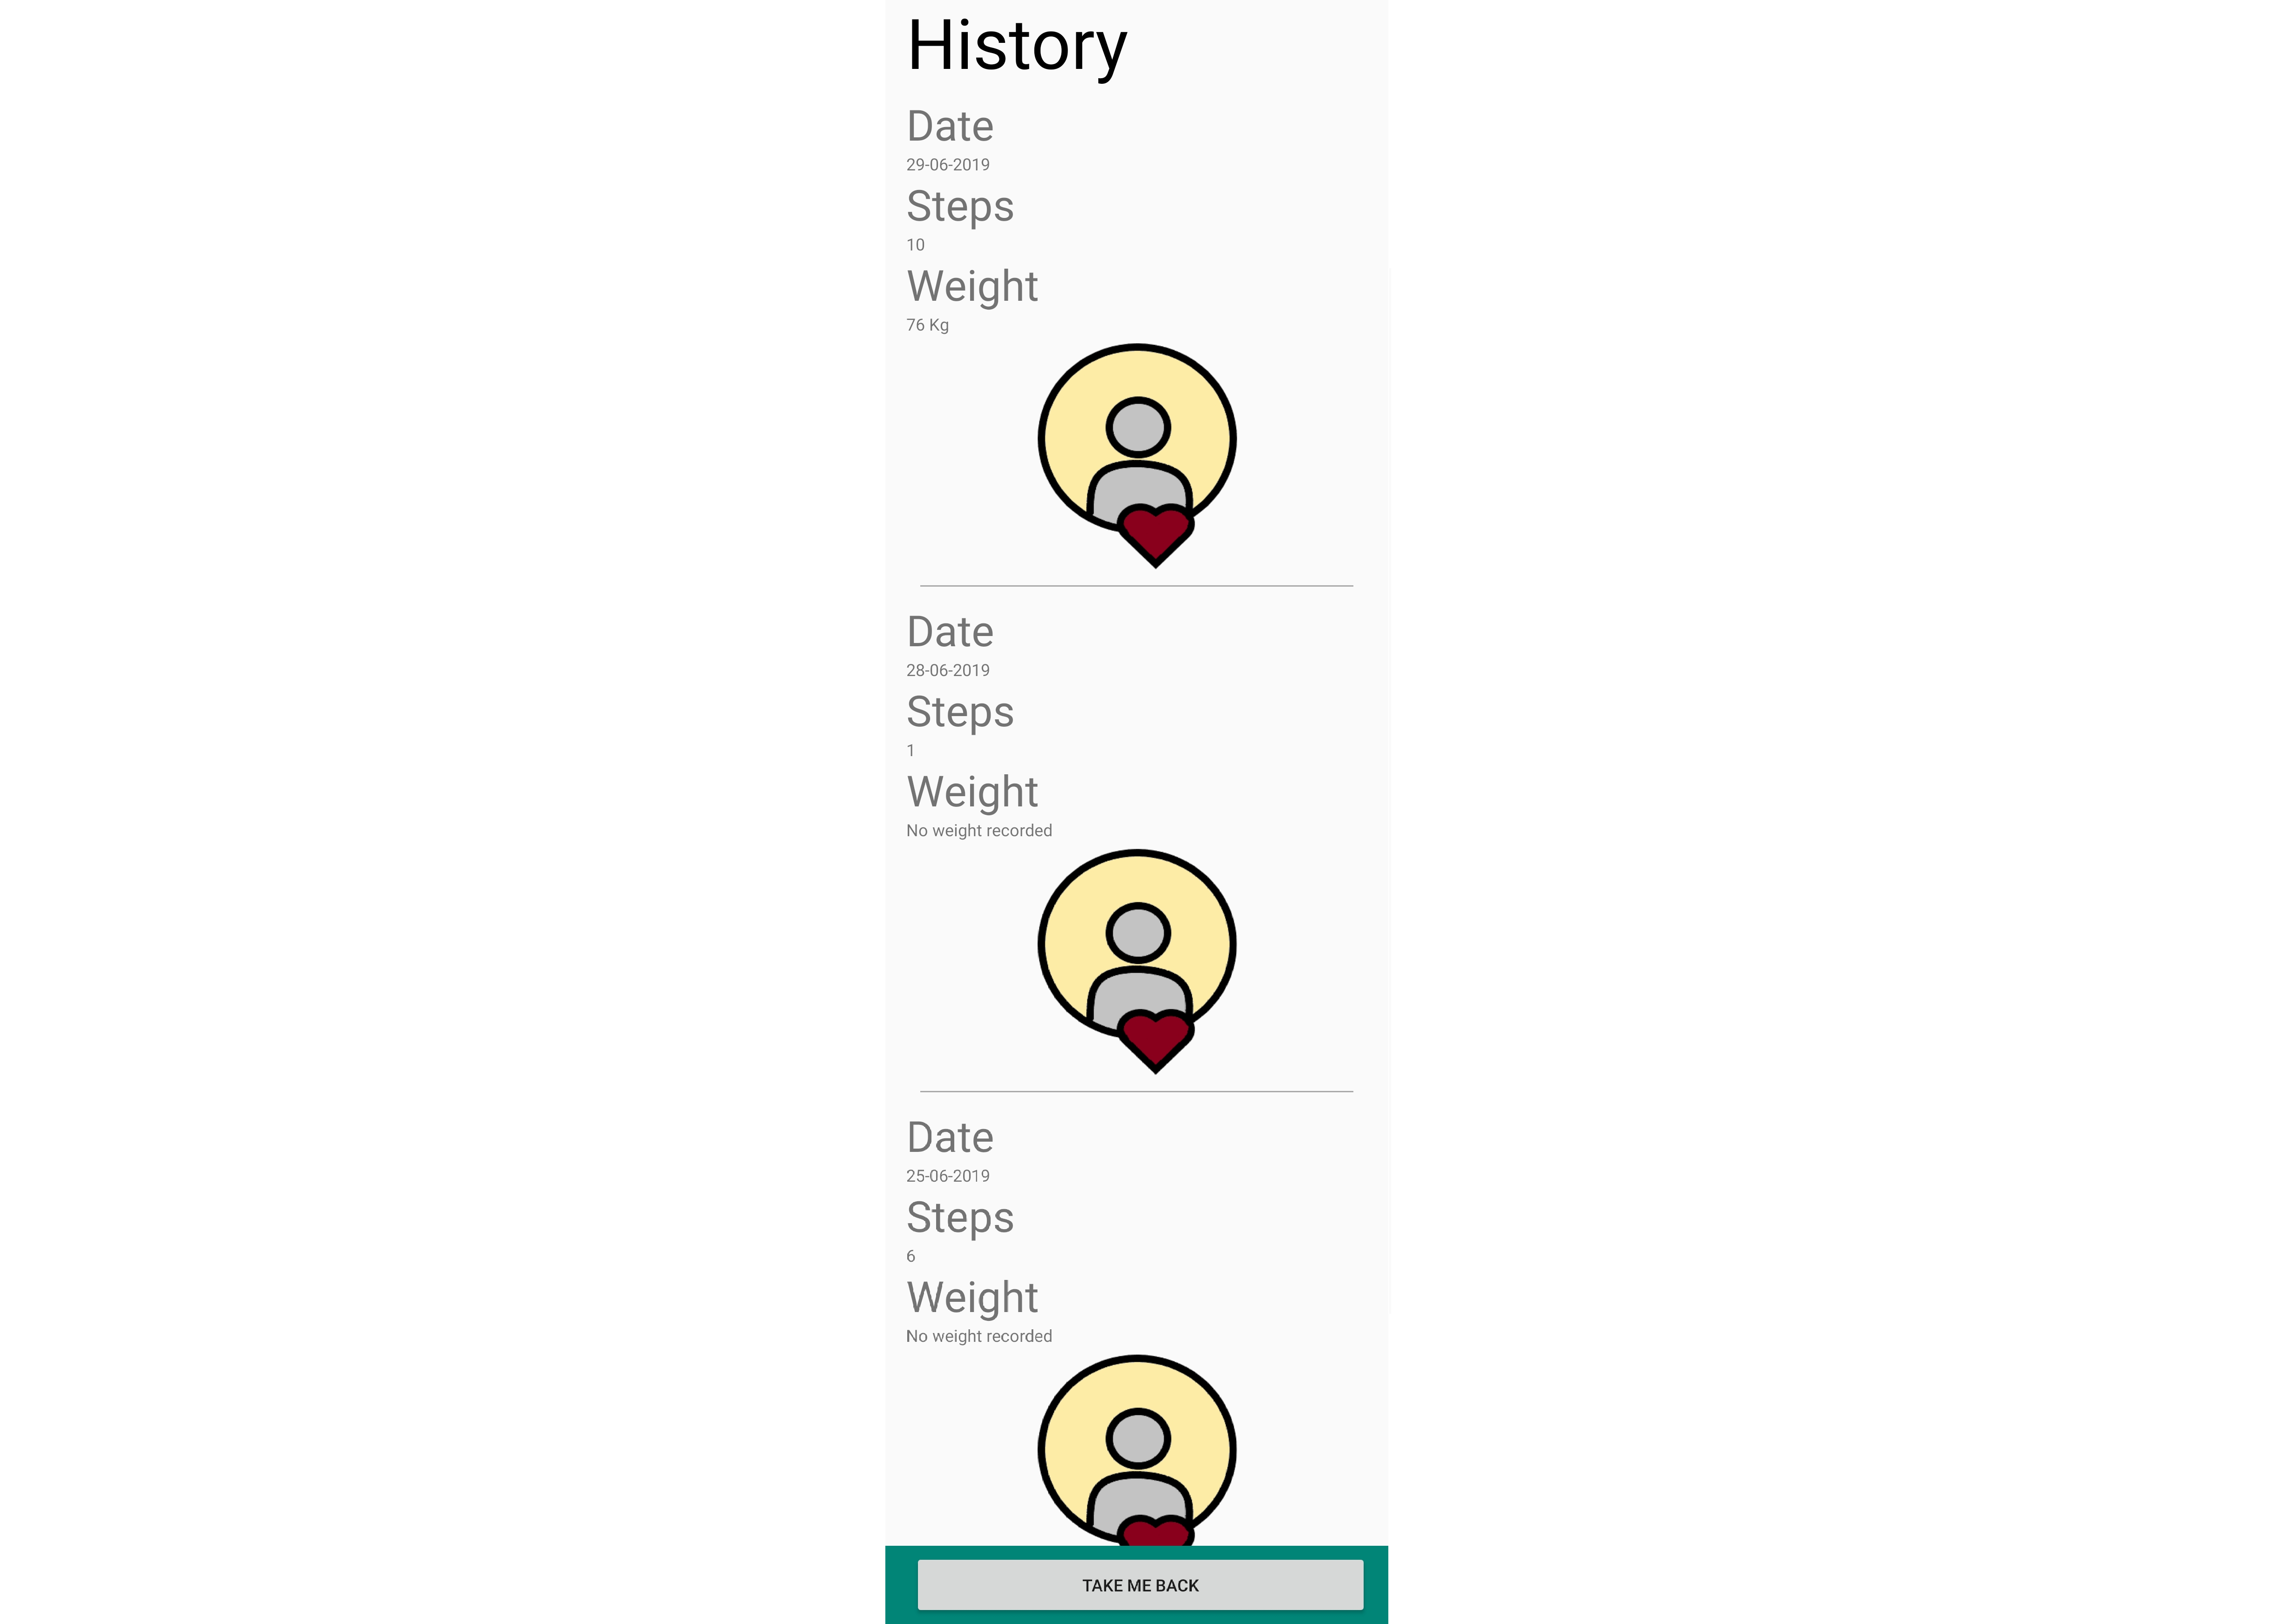 History
Date
29-06-2019
Steps
10
Weight
76 Kg
Date
28-06-2019
Steps
1
Weight
No weight recorded
Date
25-06-2019
Steps
6
Weight
No weight recorded
TAKE ME BACK